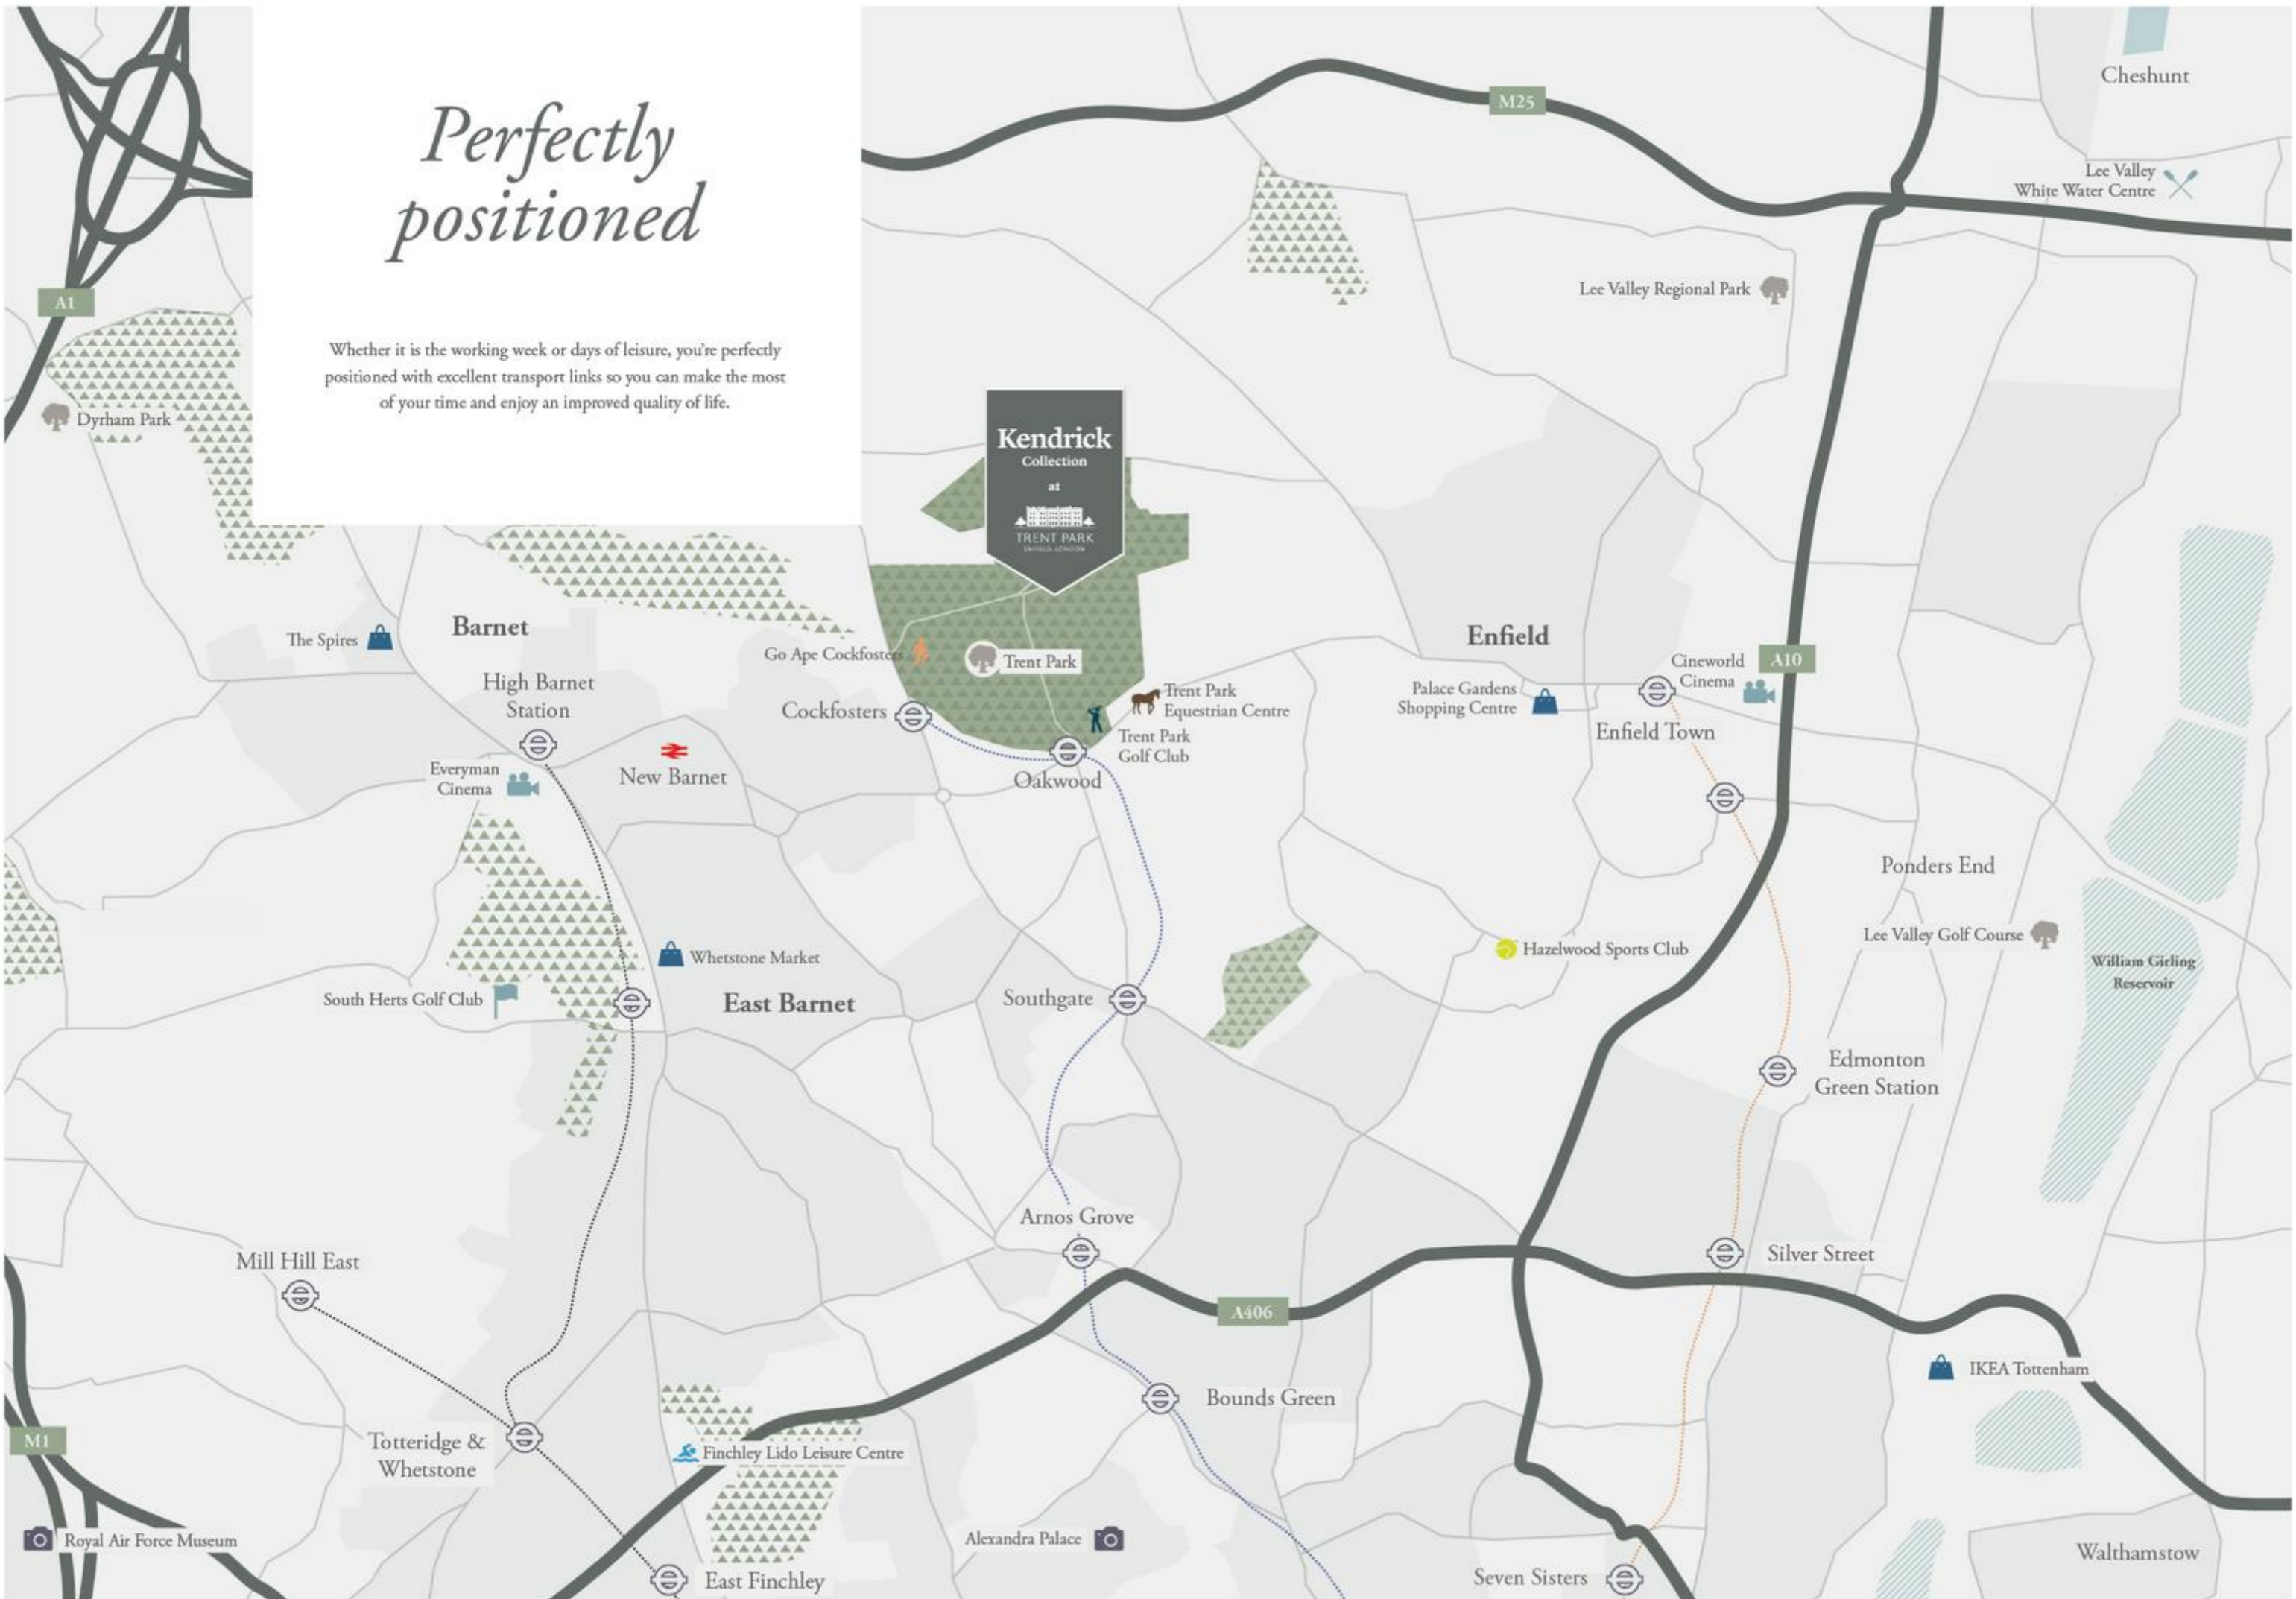 Perfectly
positioned
Whether it is the working week or days of leisure, you're perfectly
positioned with excellent transport links so you can make the most
of your time and enjoy an improved quality of life.
M25
Cheshunt
Lee Valley
White Water Centre
Lee Valley Regional Park
A1
Dyrham Park
Kendrick
Collection
at
TRENT PARK
ENFIELD, LONDON
The Spires
Barnet
High Barnet
Station
Go Ape Cockfosters
Trent Park
Cockfosters
Trent Park
Equestrian Centre
Trent Park
Golf Club
Oakwood
Enfield
Palace Gardens
Shopping Centre
Cineworld
Cinema
A10
Enfield Town
Everyman
Cinema
New Barnet
Ponders End
Lee Valley Golf Course
William Girling
Reservoir
Hazelwood Sports Club
Whetstone Market
South Herts Golf Club
East Barnet
Southgate
Edmonton
Green Station
Arnos Grove
Mill Hill East
Silver Street
A406
IKEA Tottenham
Bounds Green
M1
Totteridge &
Whetstone
Finchley Lido Leisure Centre
Royal Air Force Museum
Alexandra Palace
East Finchley
Seven Sisters
Walthamstow